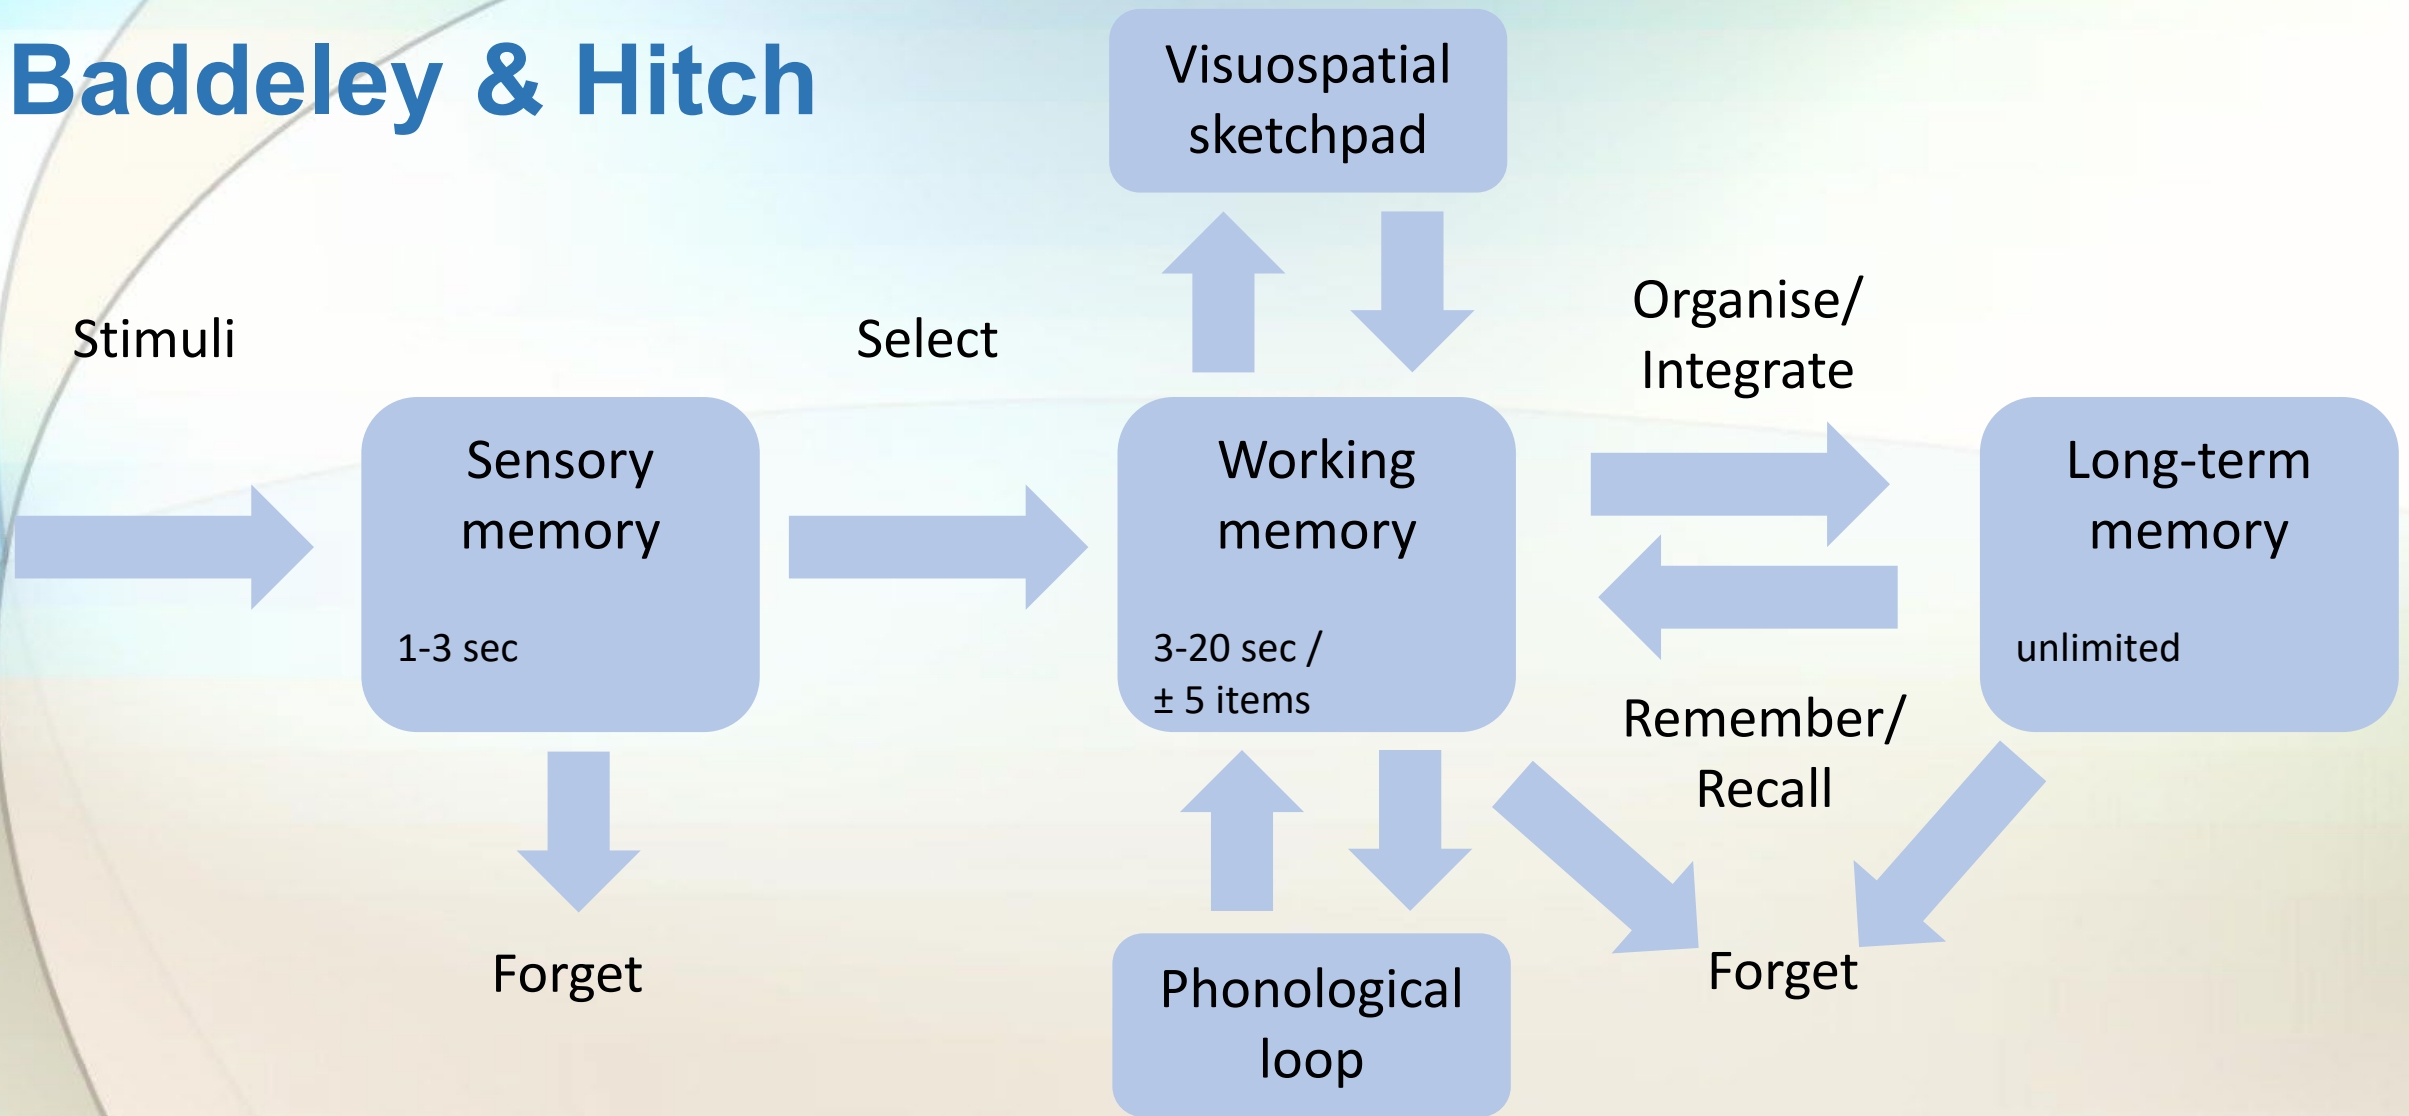 Baddeley & Hitch
Visuospatial
sketchpad
Stimuli
Select
Organise/
Integrate
Sensory
memory
1-3 sec
Working
memory
3-20 sec /
± 5 items
Long-term
memory
unlimited
Remember/
Recall
Forget
Phonological
loop
Forget